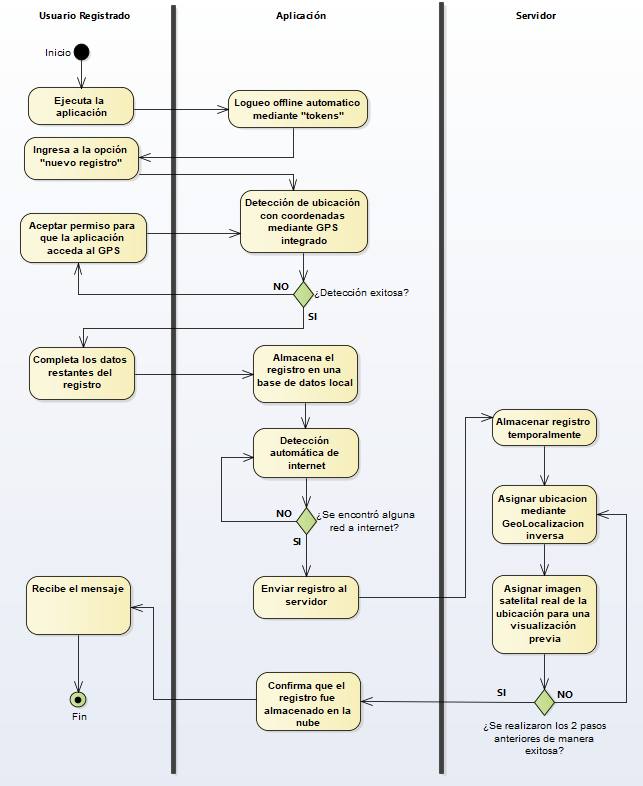 Usuario Registrado
Aplicación
Servidor
Inicio
Ejecuta la
aplicación
Logueo offline automatico
mediante "tokens"
Ingresa a la opción
"nuevo registro"
Detección de ubicación
con coordenadas
mediante GPS
integrado
Aceptar permiso para
que la aplicación
acceda al GPS
NO
¿Detección exitosa?
SI
Completa los datos
restantes del
registro
Almacena el
registro en una
base de datos local
Almacenar registro
temporalmente
Detección
automática de
internet
Asignar ubicacion
mediante
GeoLocalizacion
inversa
NO
¿Se encontró alguna
red a internet?
SI
Enviar registro al
servidor
Asignar imagen
satelital real de la
ubicación para una
visualización
previa
Recibe el mensaje
Confirma que el
registro fue
almacenado en la
nube
SI
NO
¿Se realizaron los 2 pasos
anteriores de manera
exitosa?
Fin